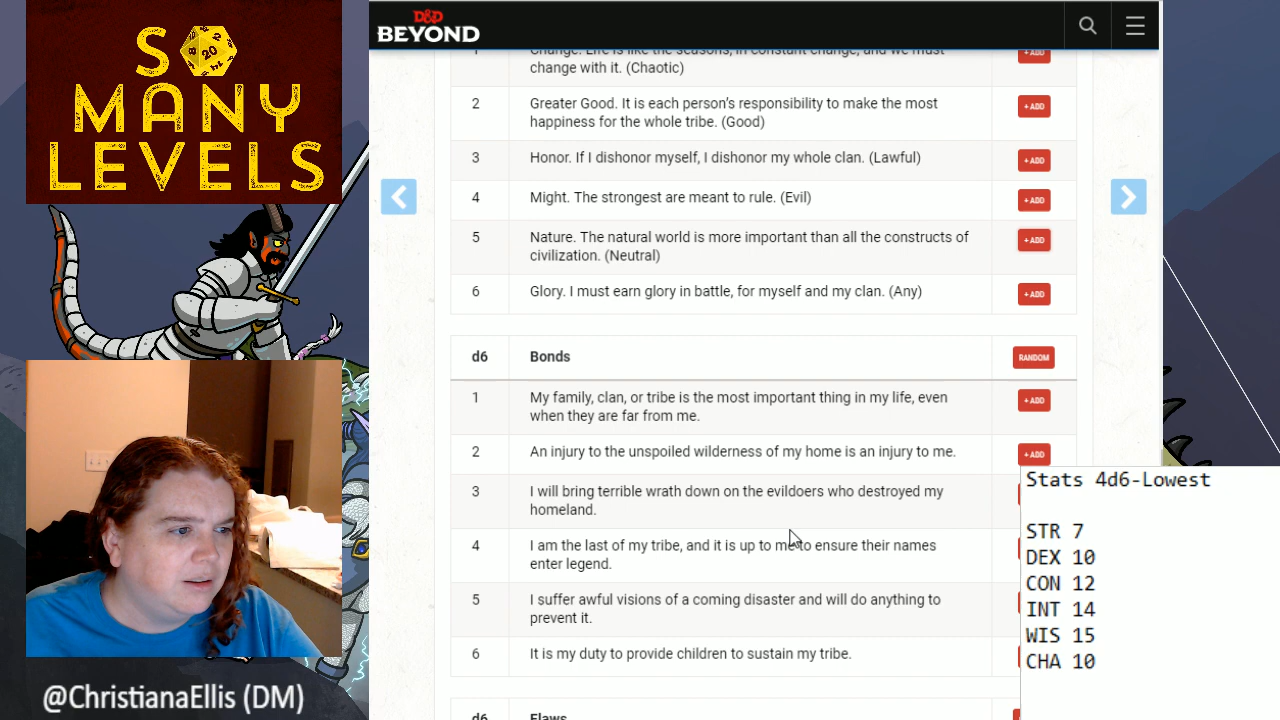 SO
MANY
LEVELS
20
D&D
BEYOND
1 Change. Life is like the seasons, in constant change, and we must + ADD
change with it. (Chaotic)
2 Greater Good. It is each person's responsibility to make the most + ADD
happiness for the whole tribe. (Good)
3 Honor. If I dishonor myself, I dishonor my whole clan. (Lawful) + ADD
4 Might. The strongest are meant to rule. (Evil) + ADD
5 Nature. The natural world is more important than all the constructs of + ADD
civilization. (Neutral)
6 Glory. I must earn glory in battle, for myself and my clan. (Any) + ADD
d6 Bonds RANDOM
1 My family, clan, or tribe is the most important thing in my life, even + ADD
when they are far from me.
2 An injury to the unspoiled wilderness of my home is an injury to me. + ADD
3 I will bring terrible wrath down on the evildoers who destroyed my
homeland.
4 I am the last of my tribe, and it is up to me to ensure their names
enter legend.
5 I suffer awful visions of a coming disaster and will do anything to
prevent it.
6 It is my duty to provide children to sustain my tribe.
d6 Flaws
Stats 4d6-Lowest
STR 7
DEX 10
CON 12
INT 14
WIS 15
CHA 10
@ChristianaEllis (DM)